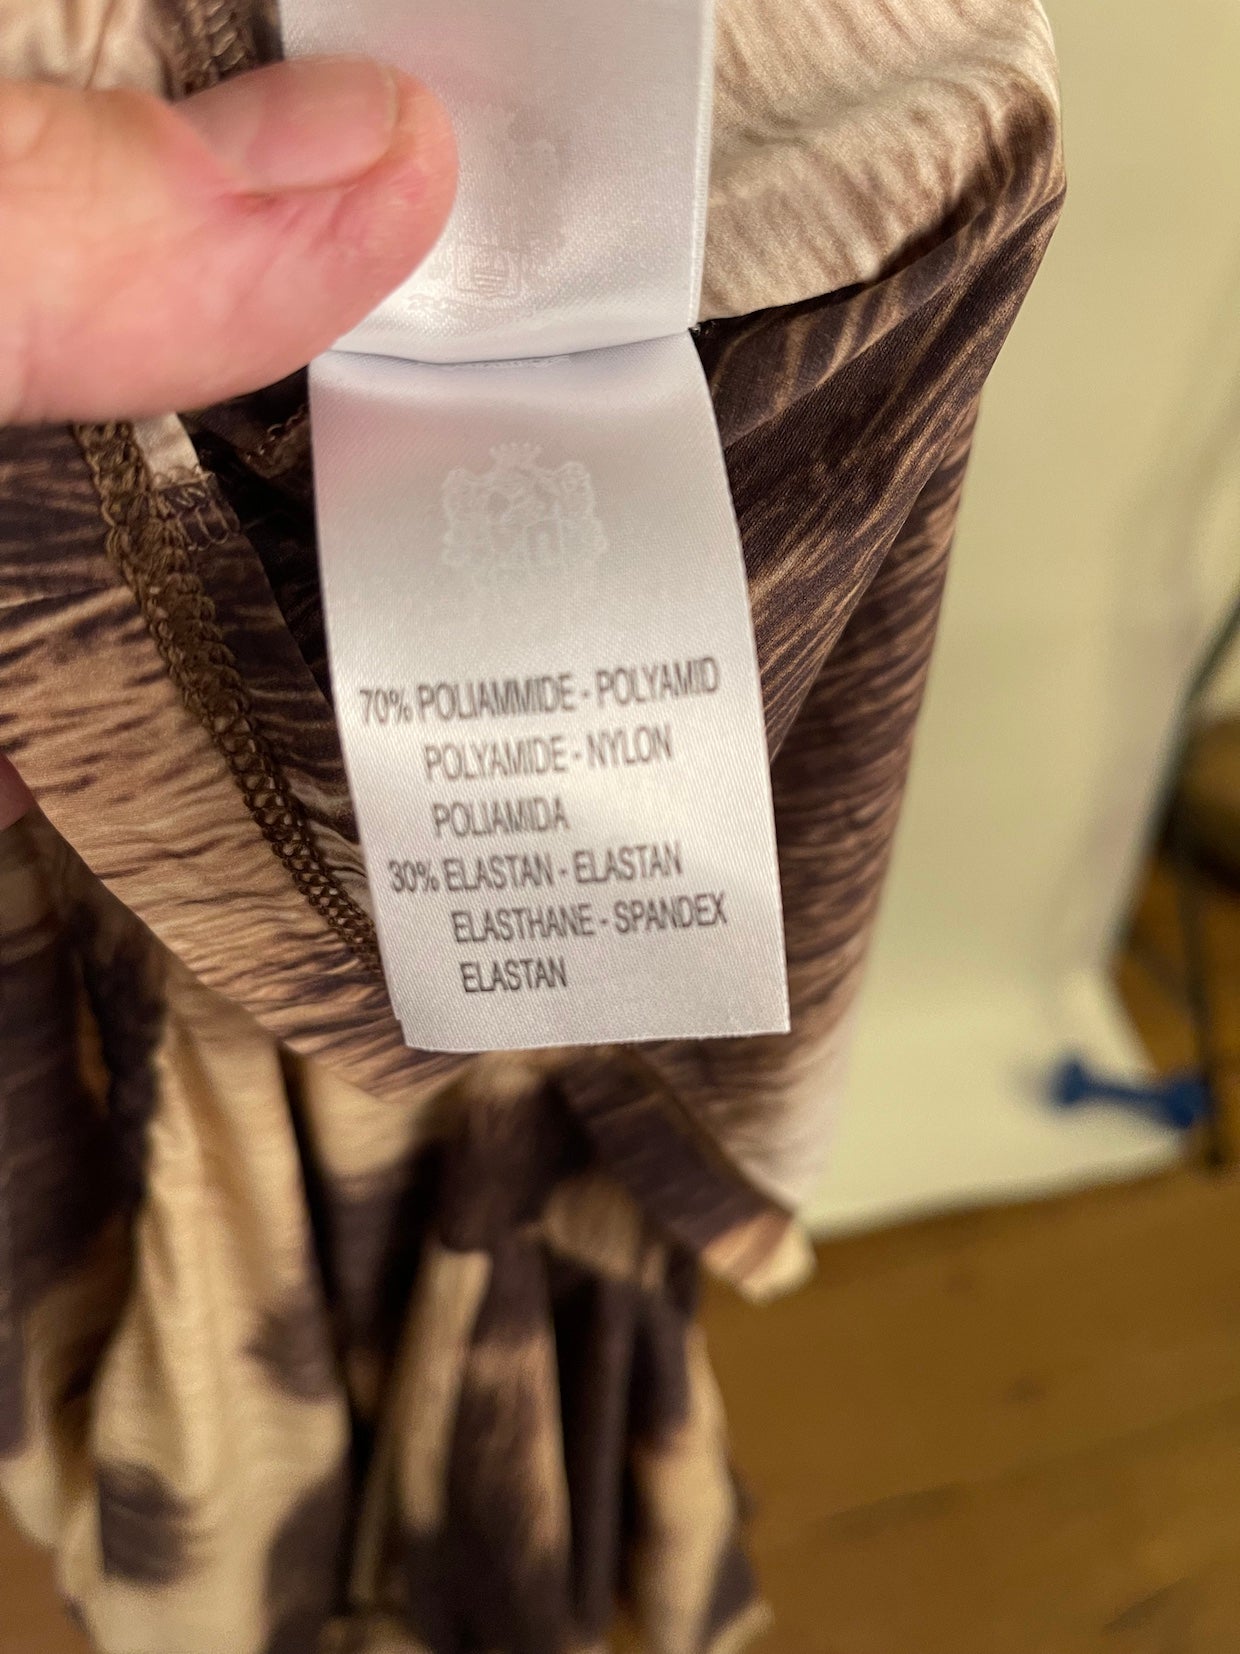 70% POLIAMMIDE - POLYAMID
POLYAMIDE - NYLON
POLIAMIDA
30% ELASTAN - ELASTAN
ELASTHANE - SPANDEX
ELASTAN